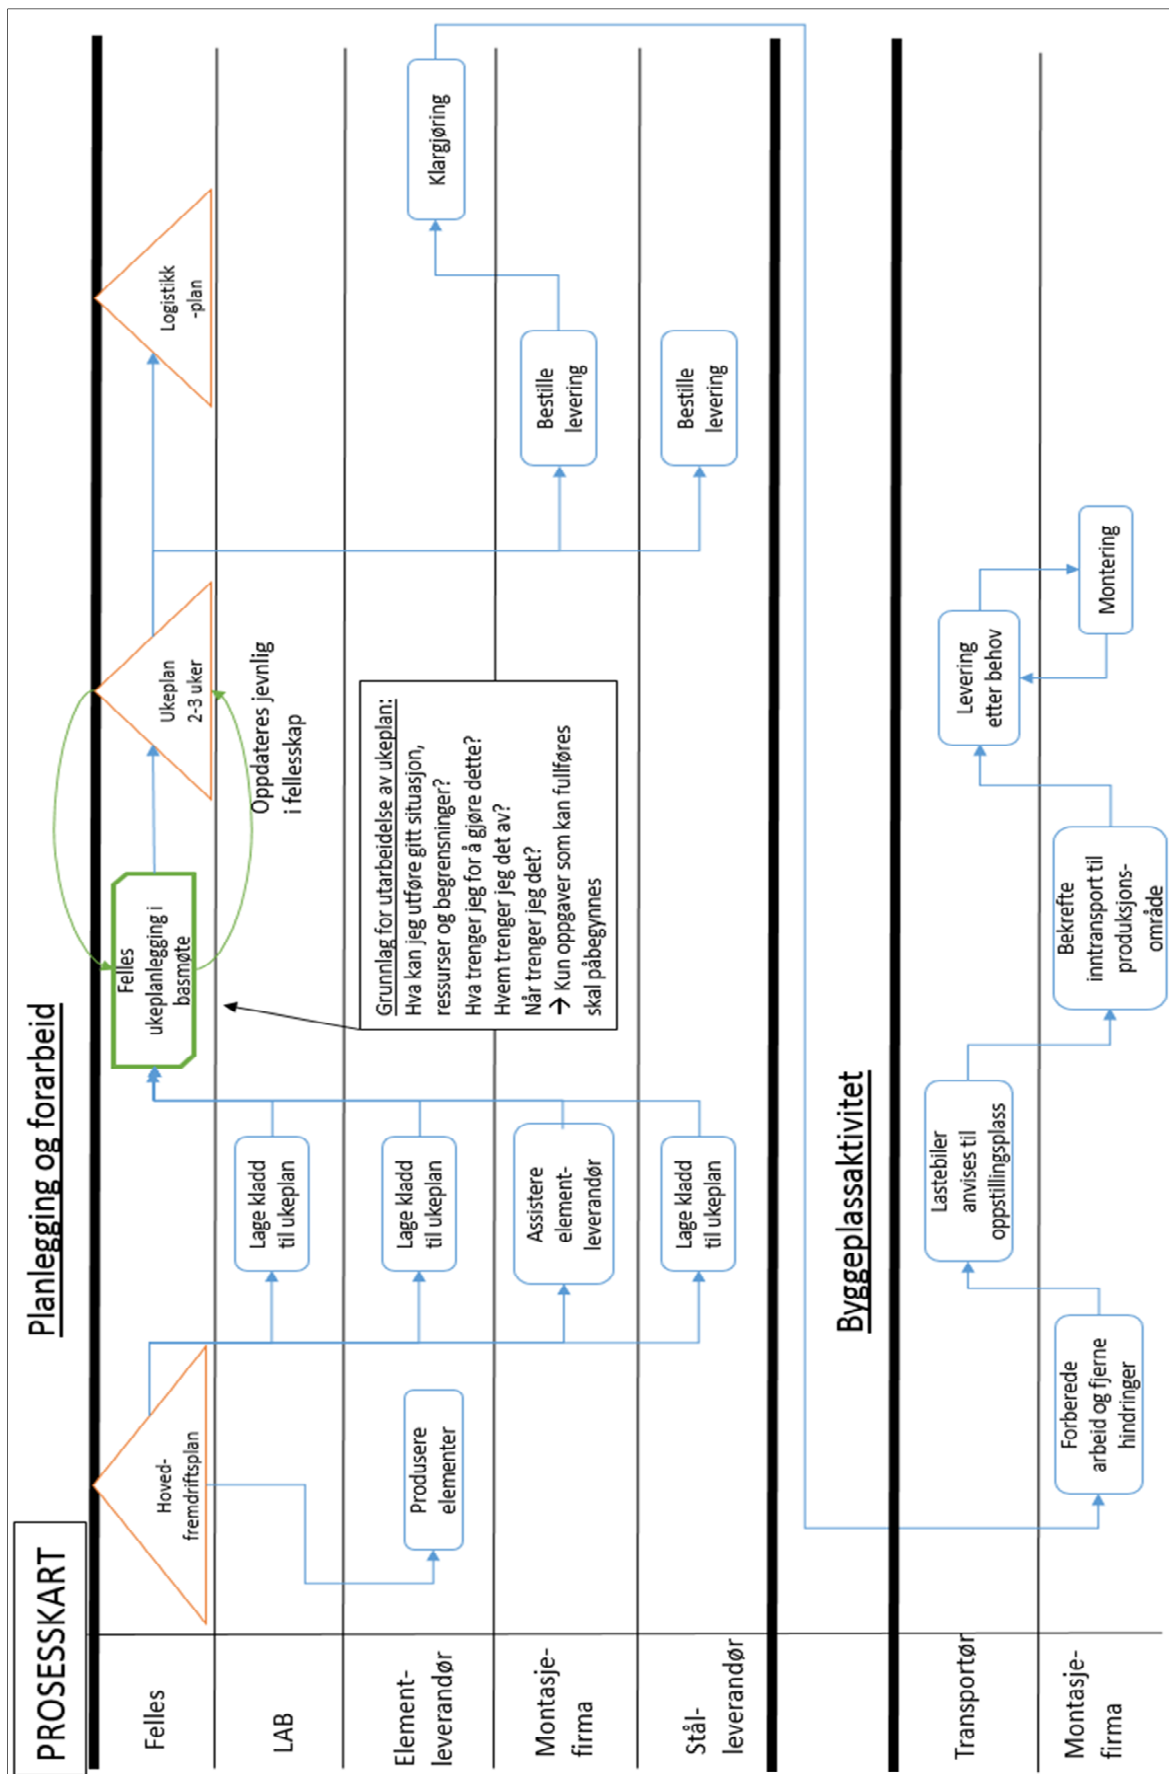 PROSESSKART
Planlegging og forarbeid
Felles
Hoved-
fremdriftsplan
Felles
ukeplanlegging i
basmøte
Ukeplan
2-3 uker
Logistikk
-plan
Oppdateres jevnlig
i fellesskap
LAB
Lage kladd
til ukeplan
Element-
leverandør
Produsere
elementer
Lage kladd
til ukeplan
Klargjøring
Grunnlag for utarbeidelse av ukeplan:
Hva kan jeg utføre gitt situasjon,
ressurser og begrensninger?
Hva trenger jeg for å gjøre dette?
Hvem trenger jeg det av?
Når trenger jeg det?
→ Kun oppgaver som kan fullføres
skal påbegynnes
Montasje-
firma
Assistere
element-
leverandør
Bestille
levering
Stål-
leverandør
Lage kladd
til ukeplan
Bestille
levering
Byggeplassaktivitet
Transportør
Lastebiler
anvises til
oppstillingsplass
Levering
etter behov
Montasje-
firma
Forberede
arbeid og fjerne
hindringer
Bekrefte
inntransport til
produksjons-
område
Montering